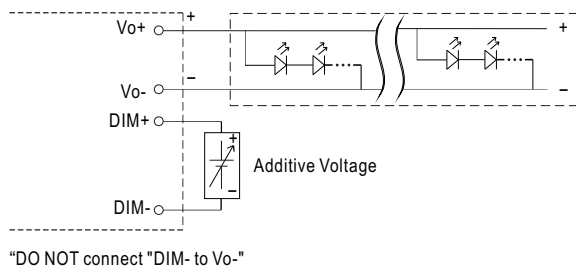 Vo+ + +
Vo- − −
DIM+
+
Additive Voltage
−
DIM-
“DO NOT connect "DIM- to Vo-"